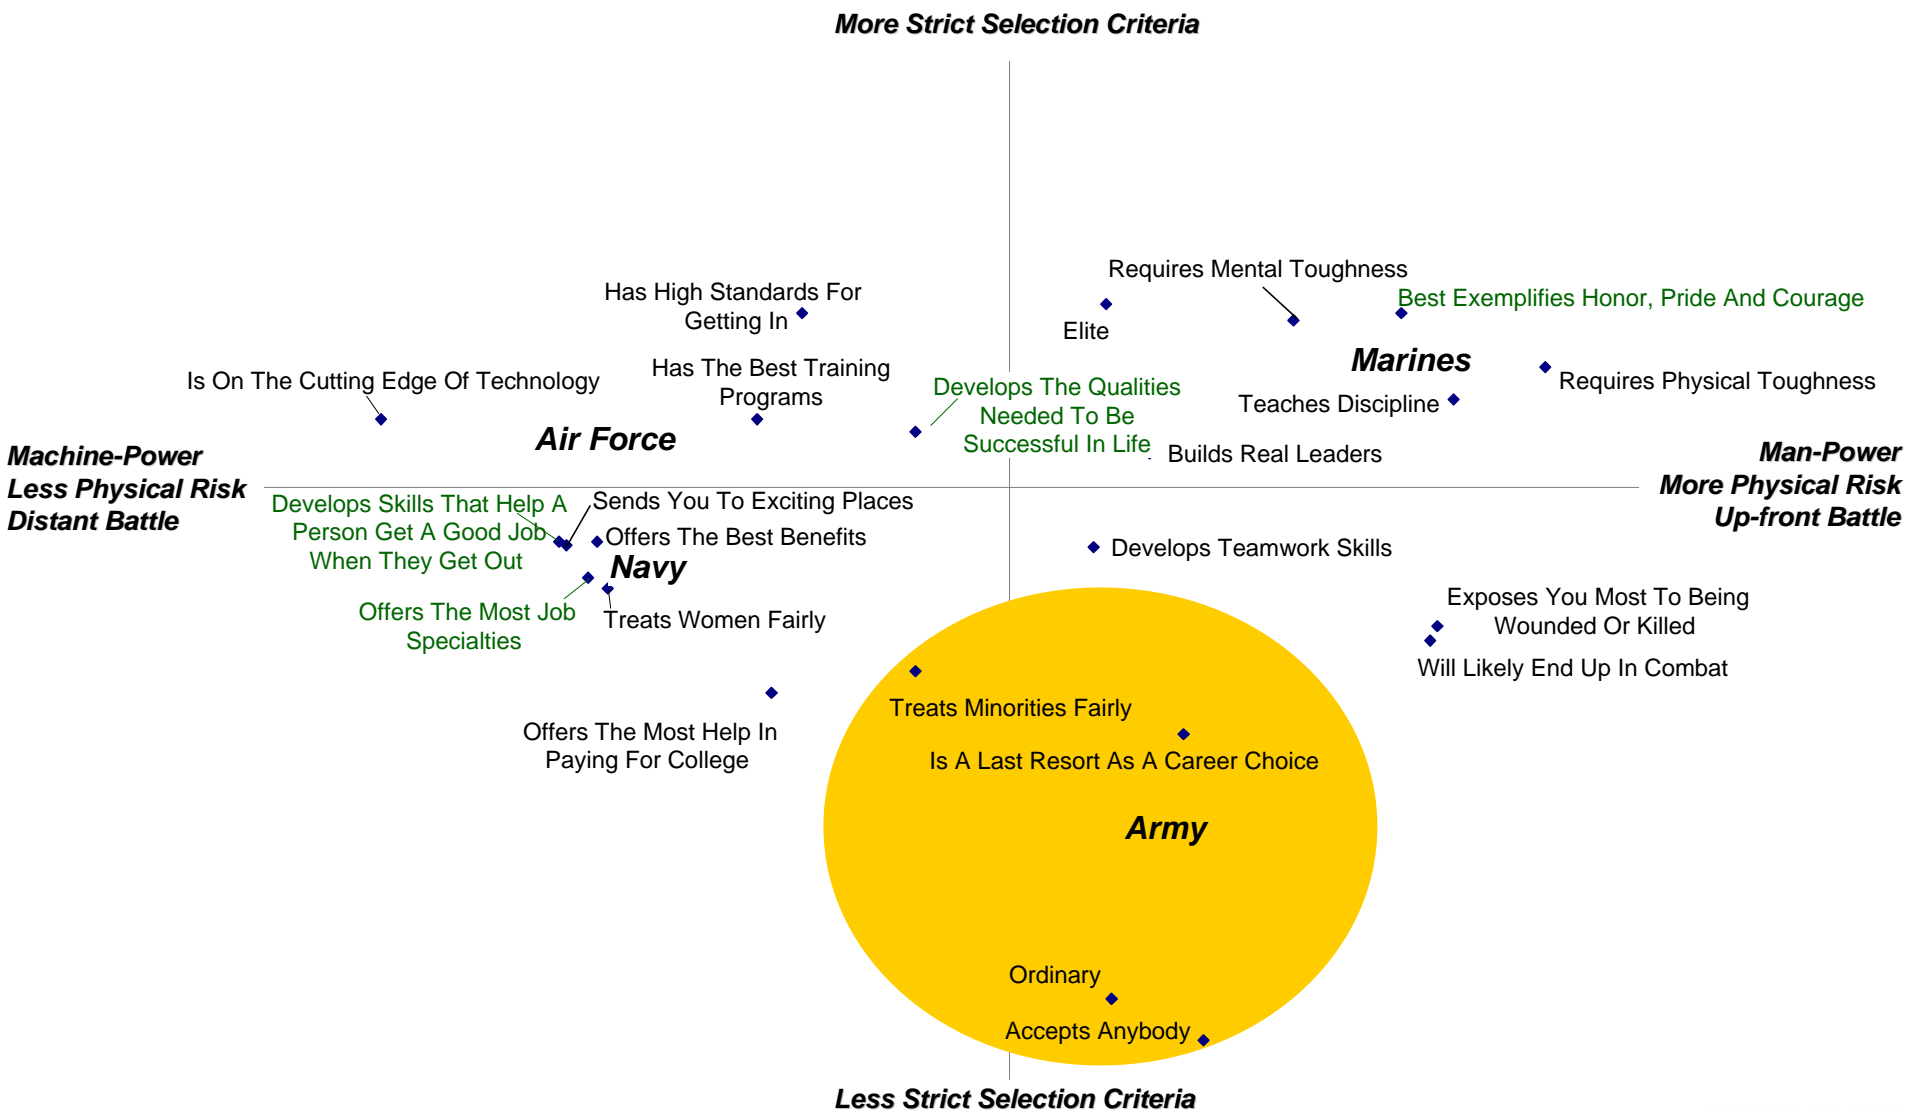 More Strict Selection Criteria
Requires Mental Toughness
Has High Standards For
Getting In
Best Exemplifies Honor, Pride And Courage
Elite
Marines
Is On The Cutting Edge Of Technology
Has The Best Training
Programs
Develops The Qualities
Needed To Be
Successful In Life
Requires Physical Toughness
Teaches Discipline
Air Force
Builds Real Leaders
Machine-Power
Less Physical Risk
Distant Battle
Man-Power
More Physical Risk
Up-front Battle
Develops Skills That Help A
Person Get A Good Job
When They Get Out
Sends You To Exciting Places
Offers The Best Benefits
Navy
Develops Teamwork Skills
Offers The Most Job
Specialties
Treats Women Fairly
Exposes You Most To Being
Wounded Or Killed
Will Likely End Up In Combat
Treats Minorities Fairly
Offers The Most Help In
Paying For College
Is A Last Resort As A Career Choice
Army
Ordinary
Accepts Anybody
Less Strict Selection Criteria